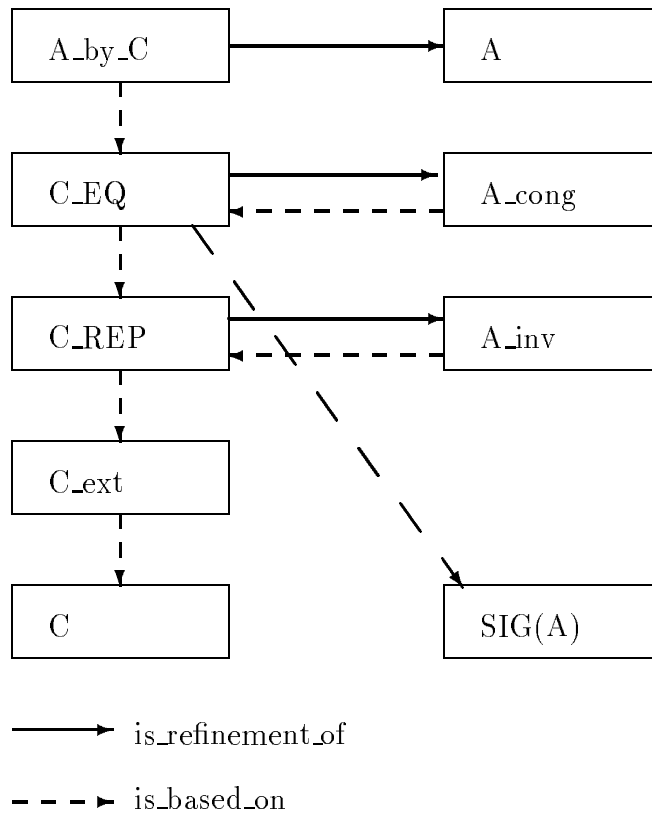 A_by_C
A
C_EQ
A_cong
C_REP
A_inv
C_ext
C
SIG(A)
is_refinement_of
is_based_on